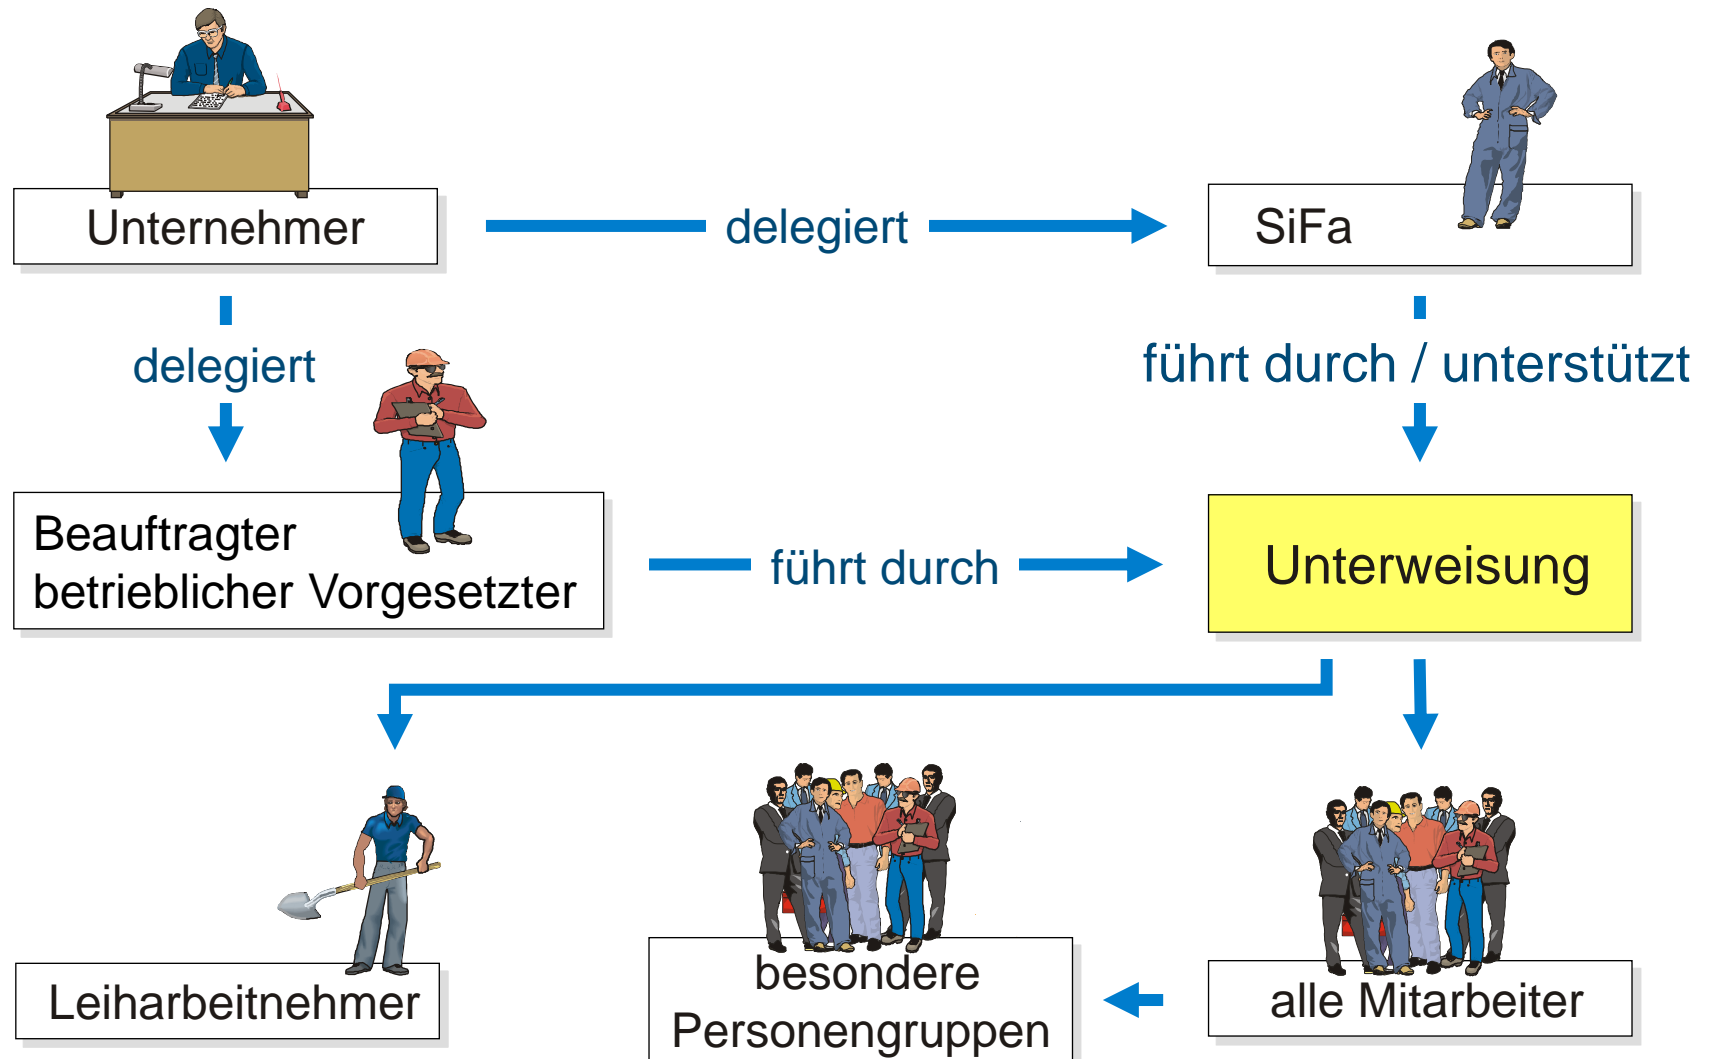 Unternehmer
delegiert
SiFa
delegiert
führt durch / unterstützt
Beauftragter
betrieblicher Vorgesetzter
führt durch
Unterweisung
Leiharbeitnehmer
besondere
Personengruppen
alle Mitarbeiter